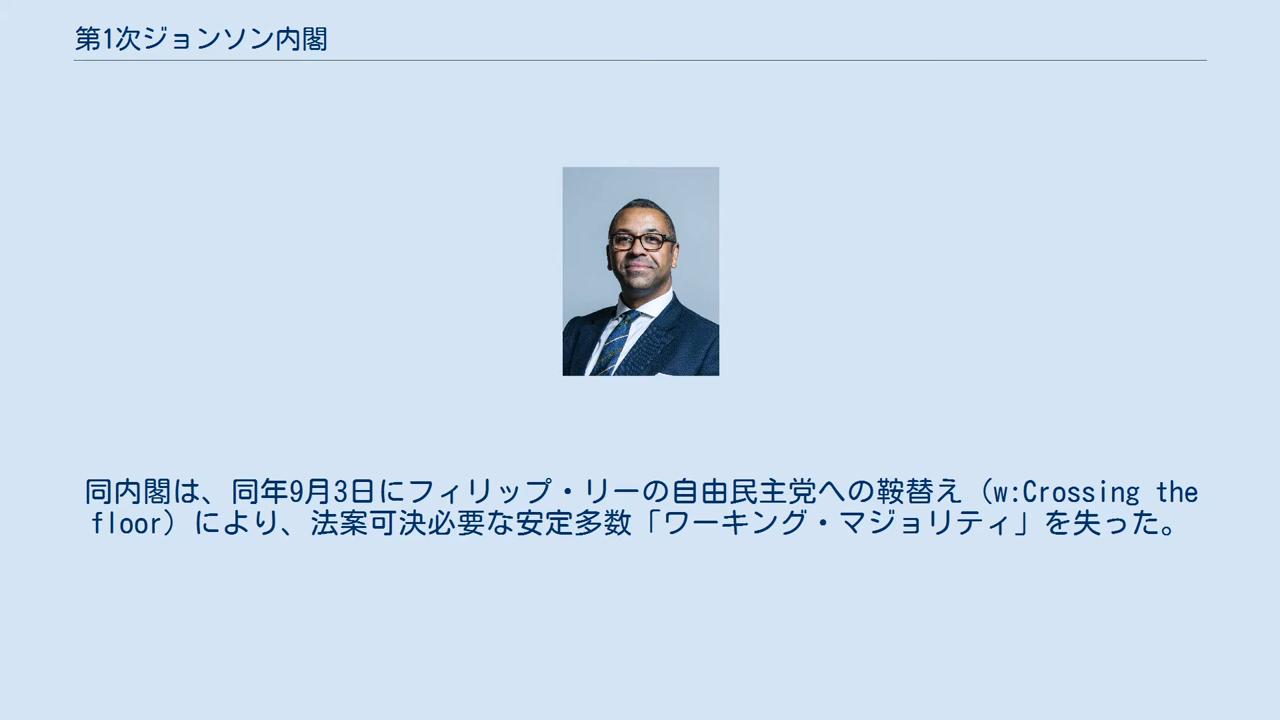 第1次ジョンソン内閣
同内閣は、同年9月3日にフィリップ・リーの自由民主党への鞍替え（w:Crossing the
floor）により、法案可決必要な安定多数「ワーキング・マジョリティ」を失った。